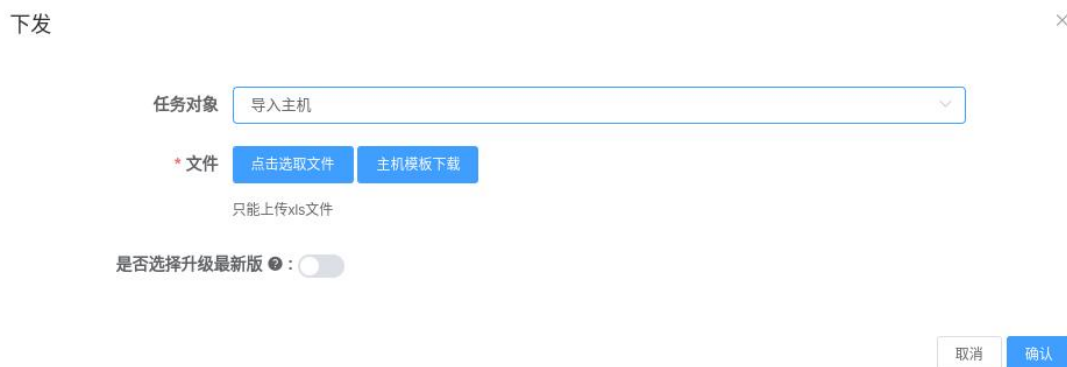 下发
任务对象 导入主机
* 文件 点击选取文件 主机模板下载
只能上传xls文件
是否选择升级最新版 ? :
取消 确认